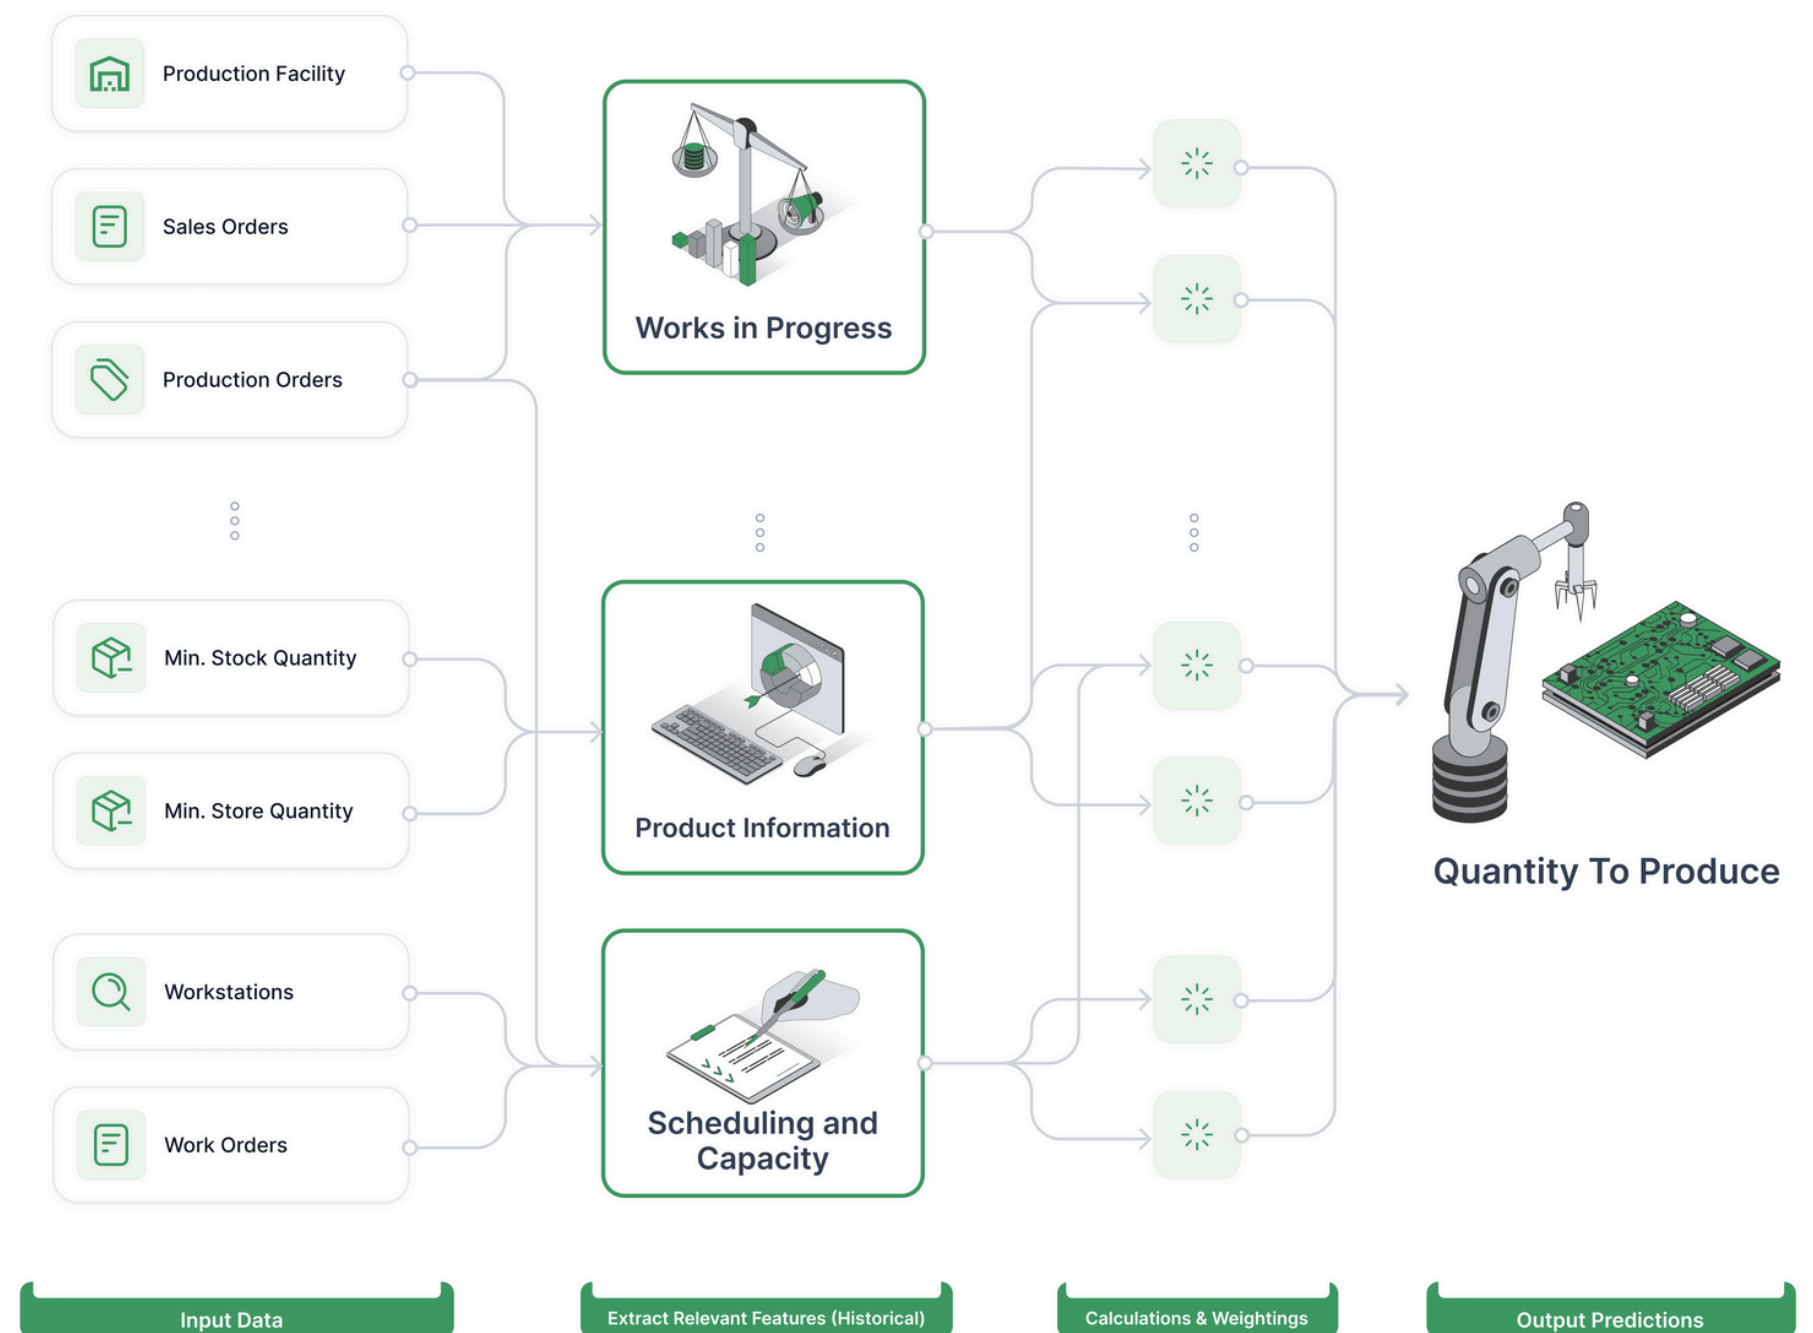 Production Facility
Sales Orders
Production Orders
Min. Stock Quantity
Min. Store Quantity
Workstations
Work Orders
Works in Progress
Product Information
Scheduling and
Capacity
Quantity To Produce
Input Data
Extract Relevant Features (Historical)
Calculations & Weightings
Output Predictions